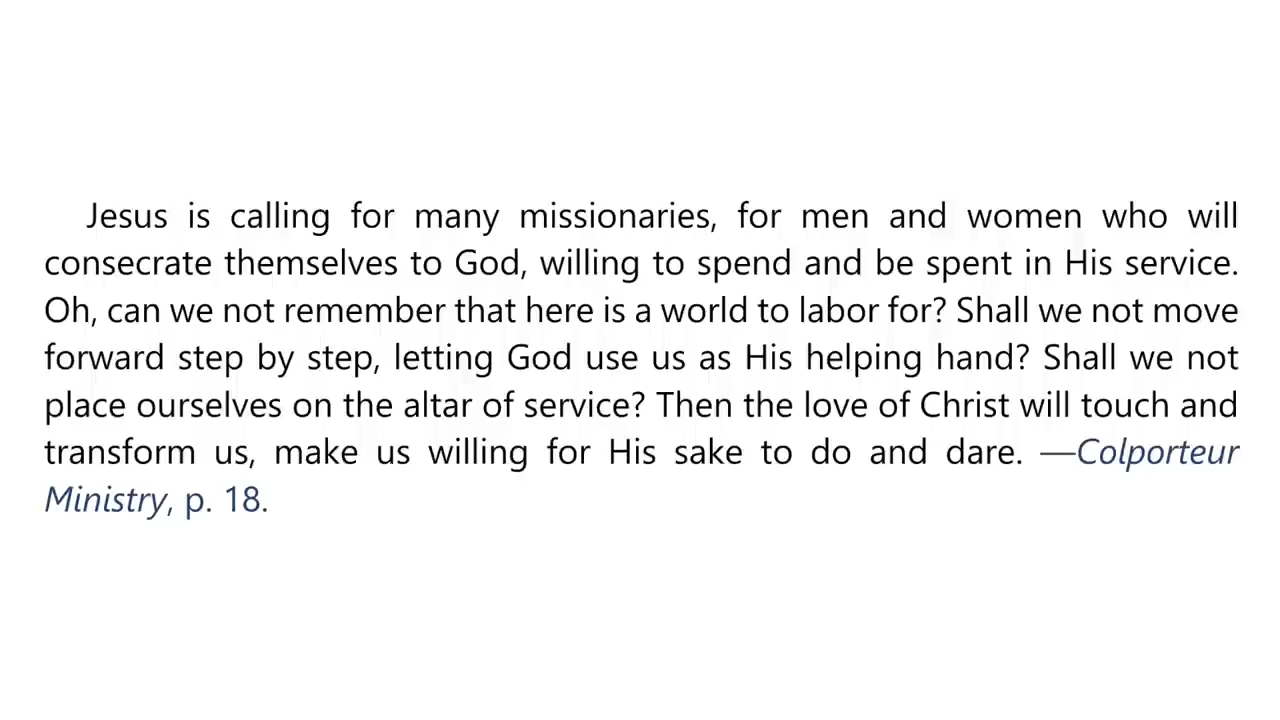 Jesus is calling for many missionaries, for men and women who will
consecrate themselves to God, willing to spend and be spent in His service.
Oh, can we not remember that here is a world to labor for? Shall we not move
forward step by step, letting God use us as His helping hand? Shall we not
place ourselves on the altar of service? Then the love of Christ will touch and
transform us, make us willing for His sake to do and dare. —Colporteur
Ministry, p. 18.